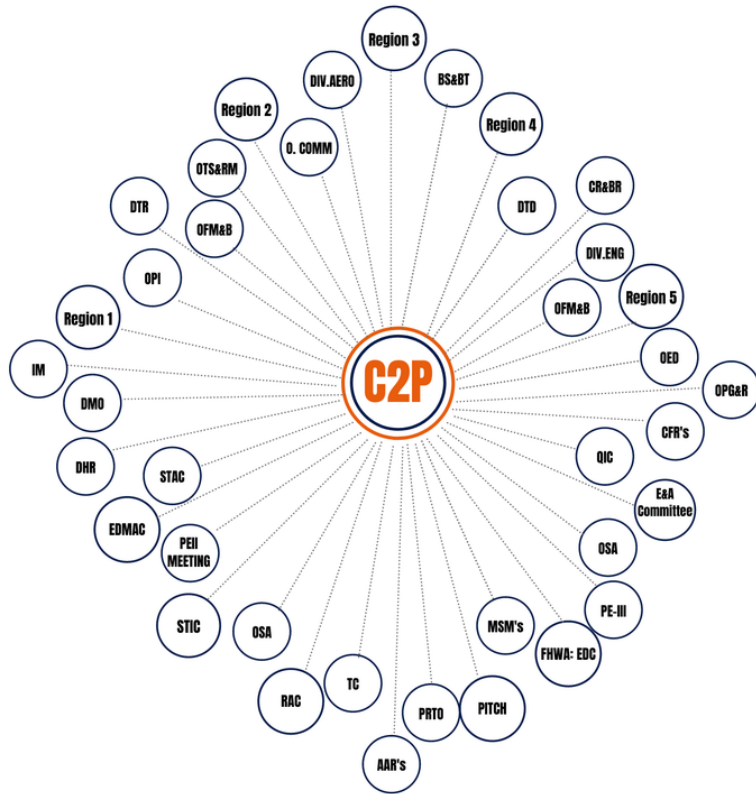 Region 3
DIV.AERO
BS&BT
Region 2
Region 4
O. COMM
OTS&RM
CR&BR
DTR
DTD
OFM&B
DIV.ENG
OPI
Region 5
OFM&B
Region 1
OED
IM
C2P
OPG&R
DMO
CFR's
QIC
DHR
STAC
E&A
Committee
EDMAC
PEII
MEETING
OSA
PE-III
STIC
OSA
MSM's
FHWA: EDC
TC
RAC
PRTO
PITCH
AAR's